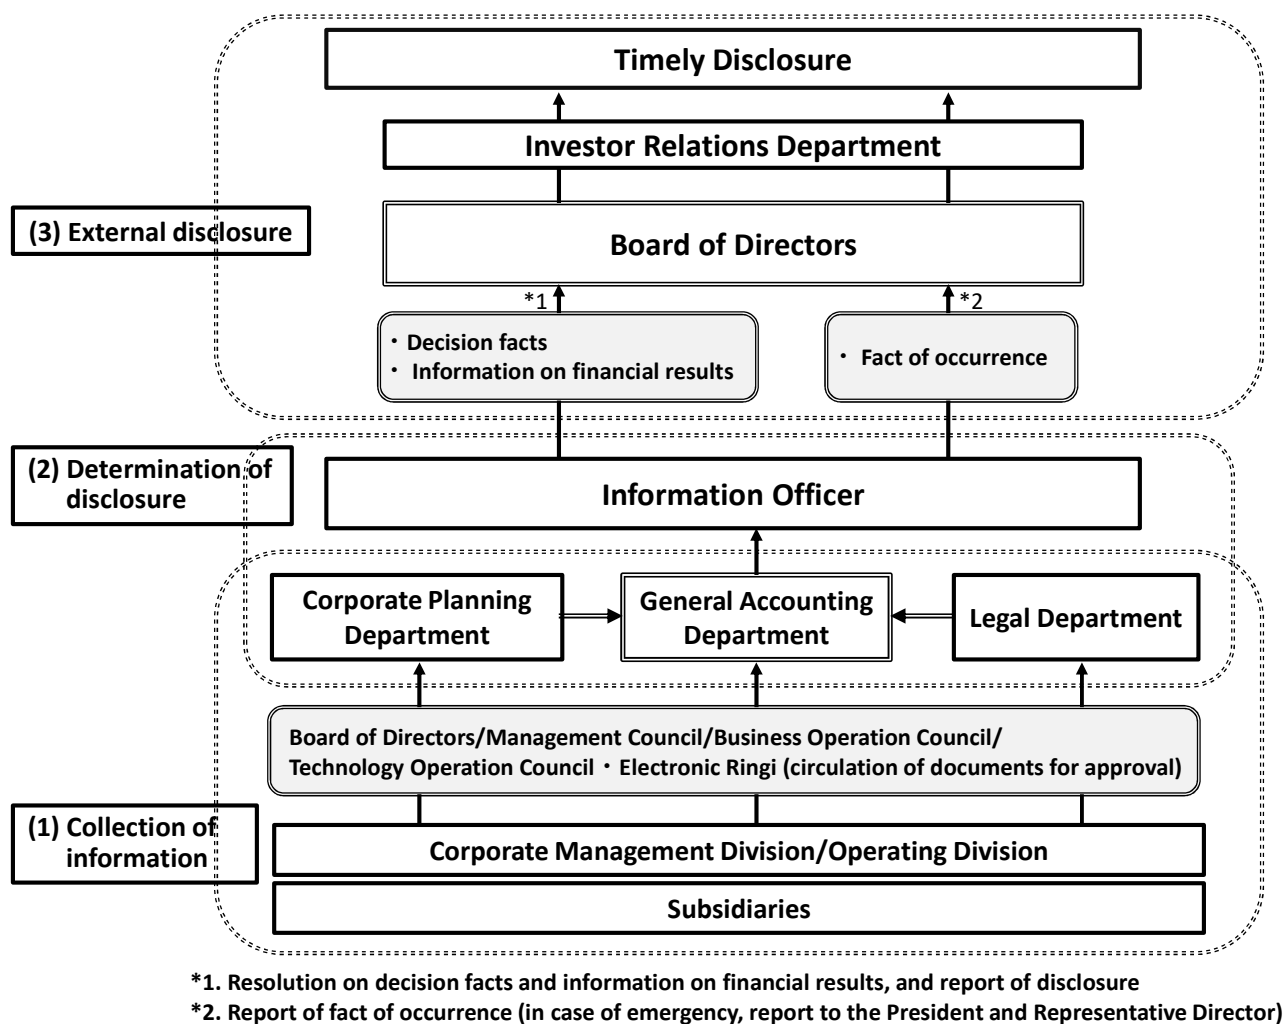 Timely Disclosure
Investor Relations Department
(3) External disclosure
Board of Directors
*1
*2
・Decision facts
・ Information on financial results
・ Fact of occurrence
(2) Determination of
disclosure
Information Officer
Corporate Planning
Department
General Accounting
Department
Legal Department
Board of Directors/Management Council/Business Operation Council/
Technology Operation Council・Electronic Ringi (circulation of documents for approval)
(1) Collection of
information
Corporate Management Division/Operating Division
Subsidiaries
*1. Resolution on decision facts and information on financial results, and report of disclosure
*2. Report of fact of occurrence (in case of emergency, report to the President and Representative Director)